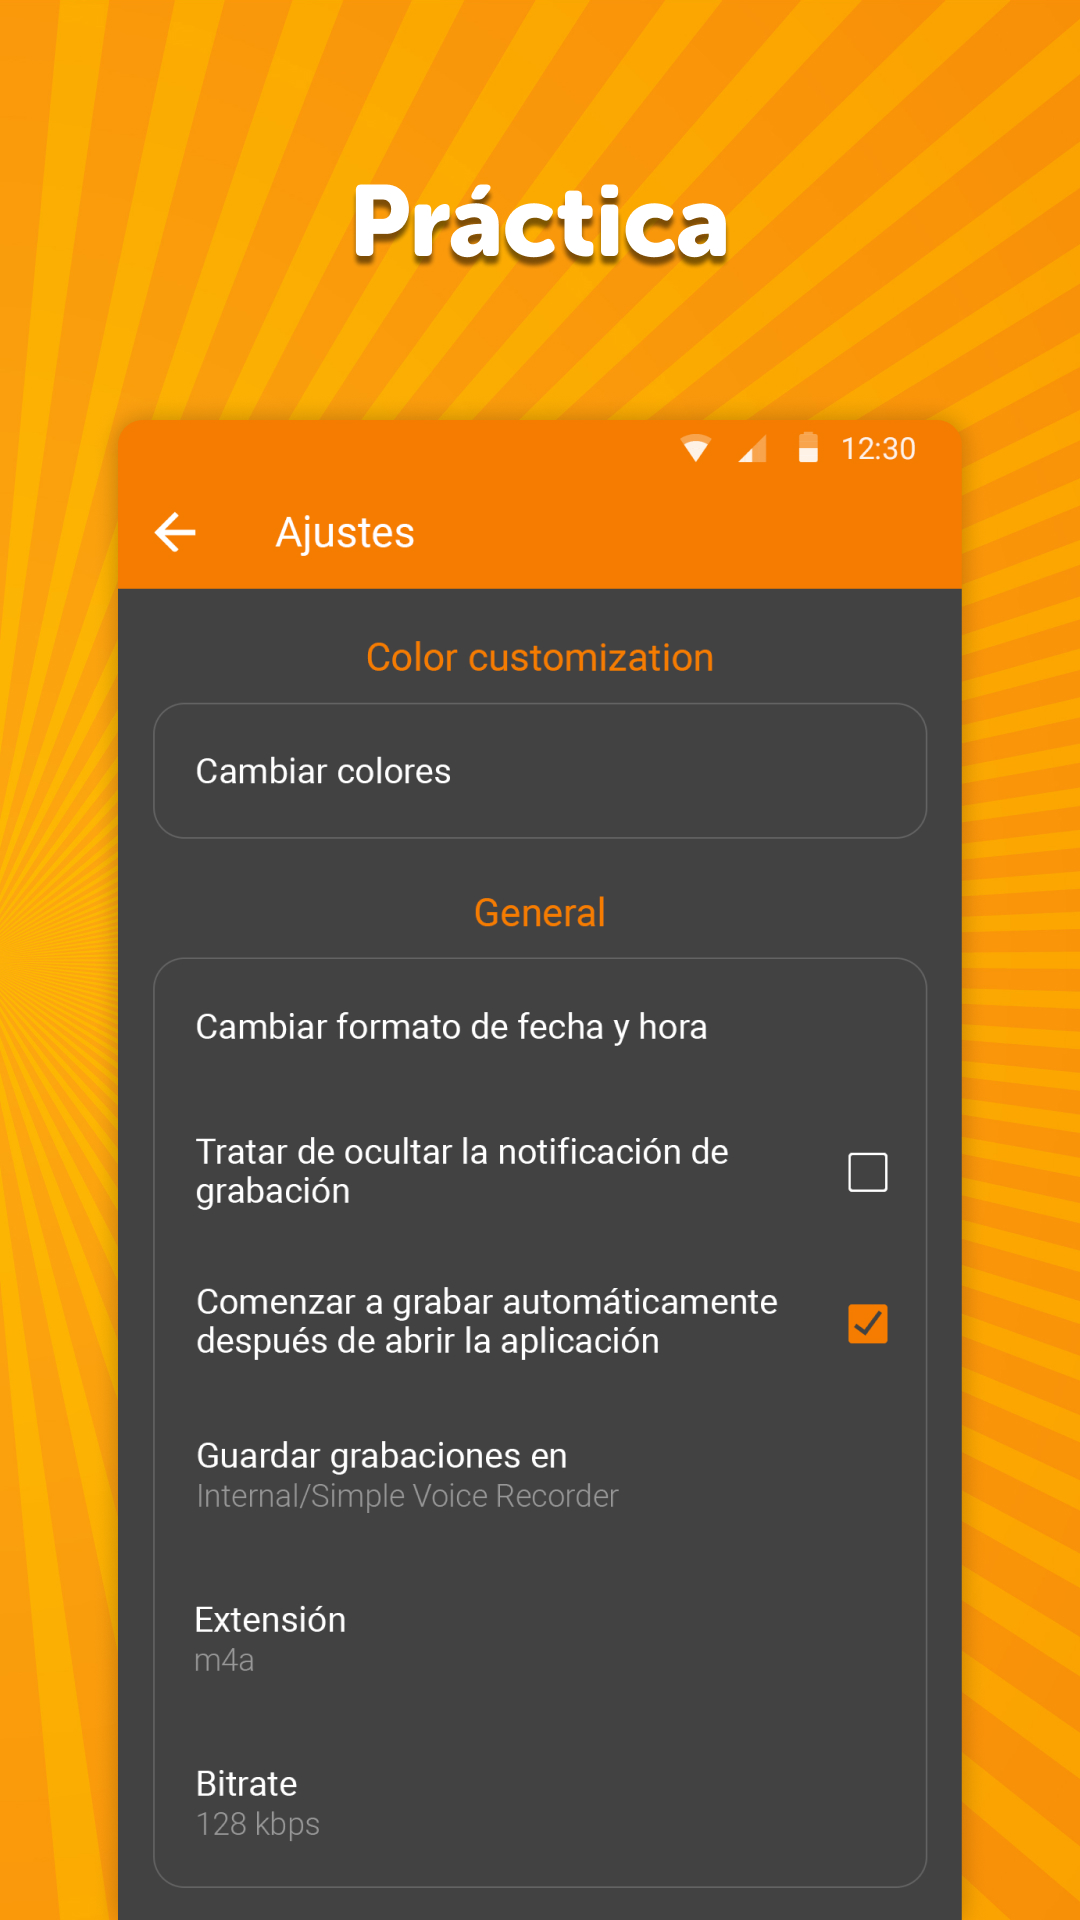 Práctica
12:30
Ajustes
Color customization
Cambiar colores
General
Cambiar formato de fecha y hora
Tratar de ocultar la notificación de
grabación
Comenzar a grabar automáticamente
después de abrir la aplicación
Guardar grabaciones en
Internal/Simple Voice Recorder
Extensión
m4a
Bitrate
128 kbps